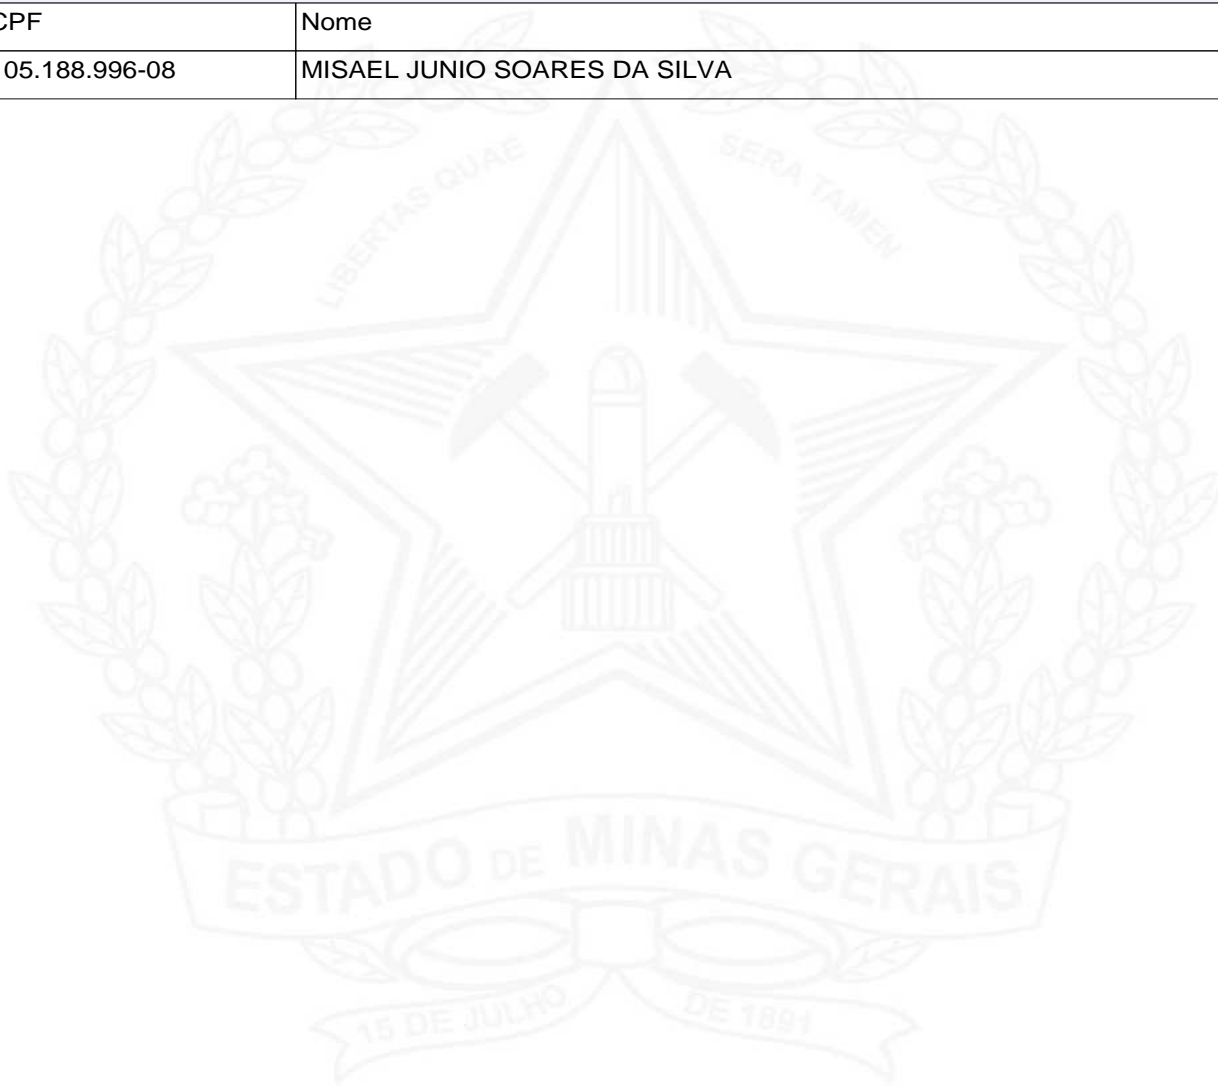 CPF Nome
05.188.996-08 MISAEL JUNIO SOARES DA SILVA
LIBERTAS QUAE SERA TAMEN
ESTADO DE MINAS GERAIS
15 DE JULHO DE 1891